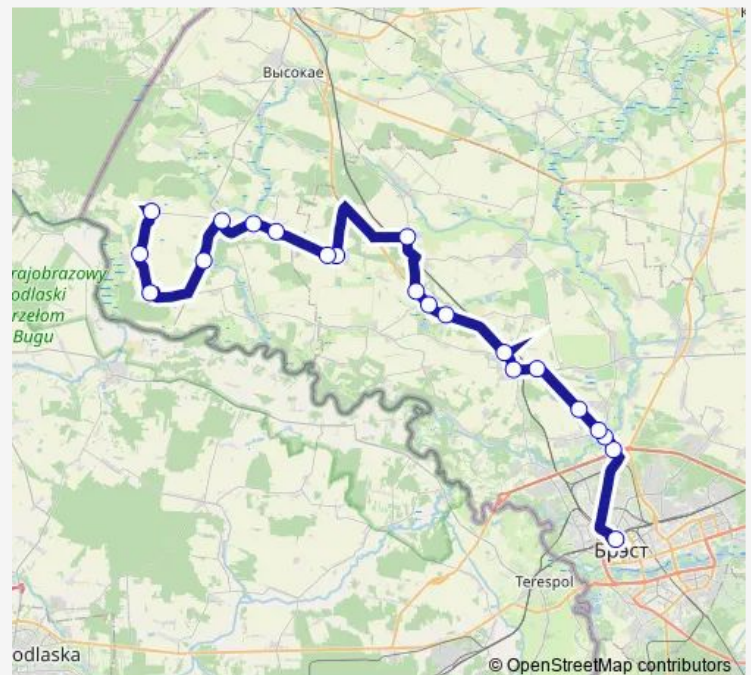 Высокае
rajobrazowy
odlaski
rzełom
Bugu
Брэст
Terespol
odlaska
© OpenStreetMap contributors